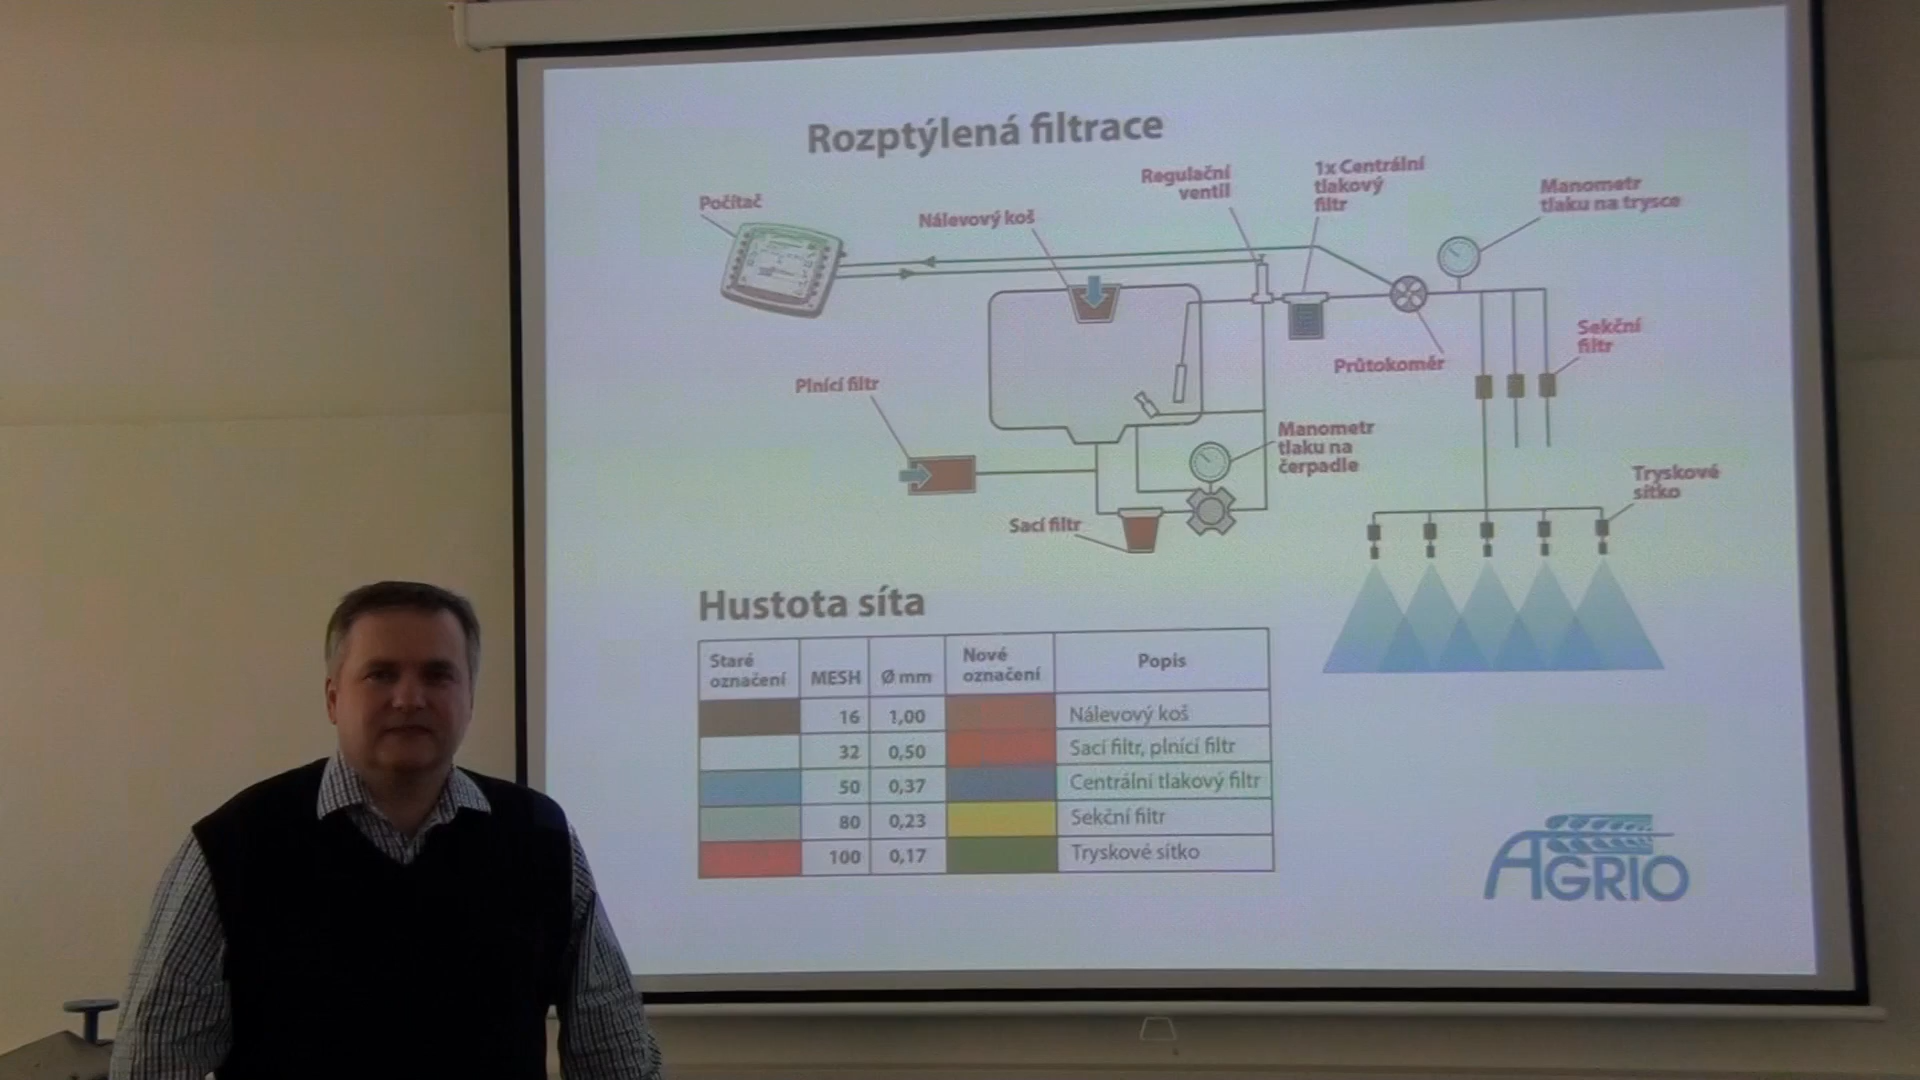 Rozptýlená filtrace
Počítač
Nálevový koš
Regulační
ventil
1x Centrální
tlakový
filtr
Manometr
tlaku na trysce
Plnící filtr
Průtokoměr
Sekční
filtr
Manometr
tlaku na
čerpadle
Sací filtr
Tryskové
sítko
Hustota síta
Staré
označení
MESH
Ø mm
Nové
označení
Popis
16 1,00 Nálevový koš
32 0,50 Sací filtr, plnící filtr
50 0,37 Centrální tlakový filtr
80 0,23 Sekční filtr
100 0,17 Tryskové sítko
AGRIO